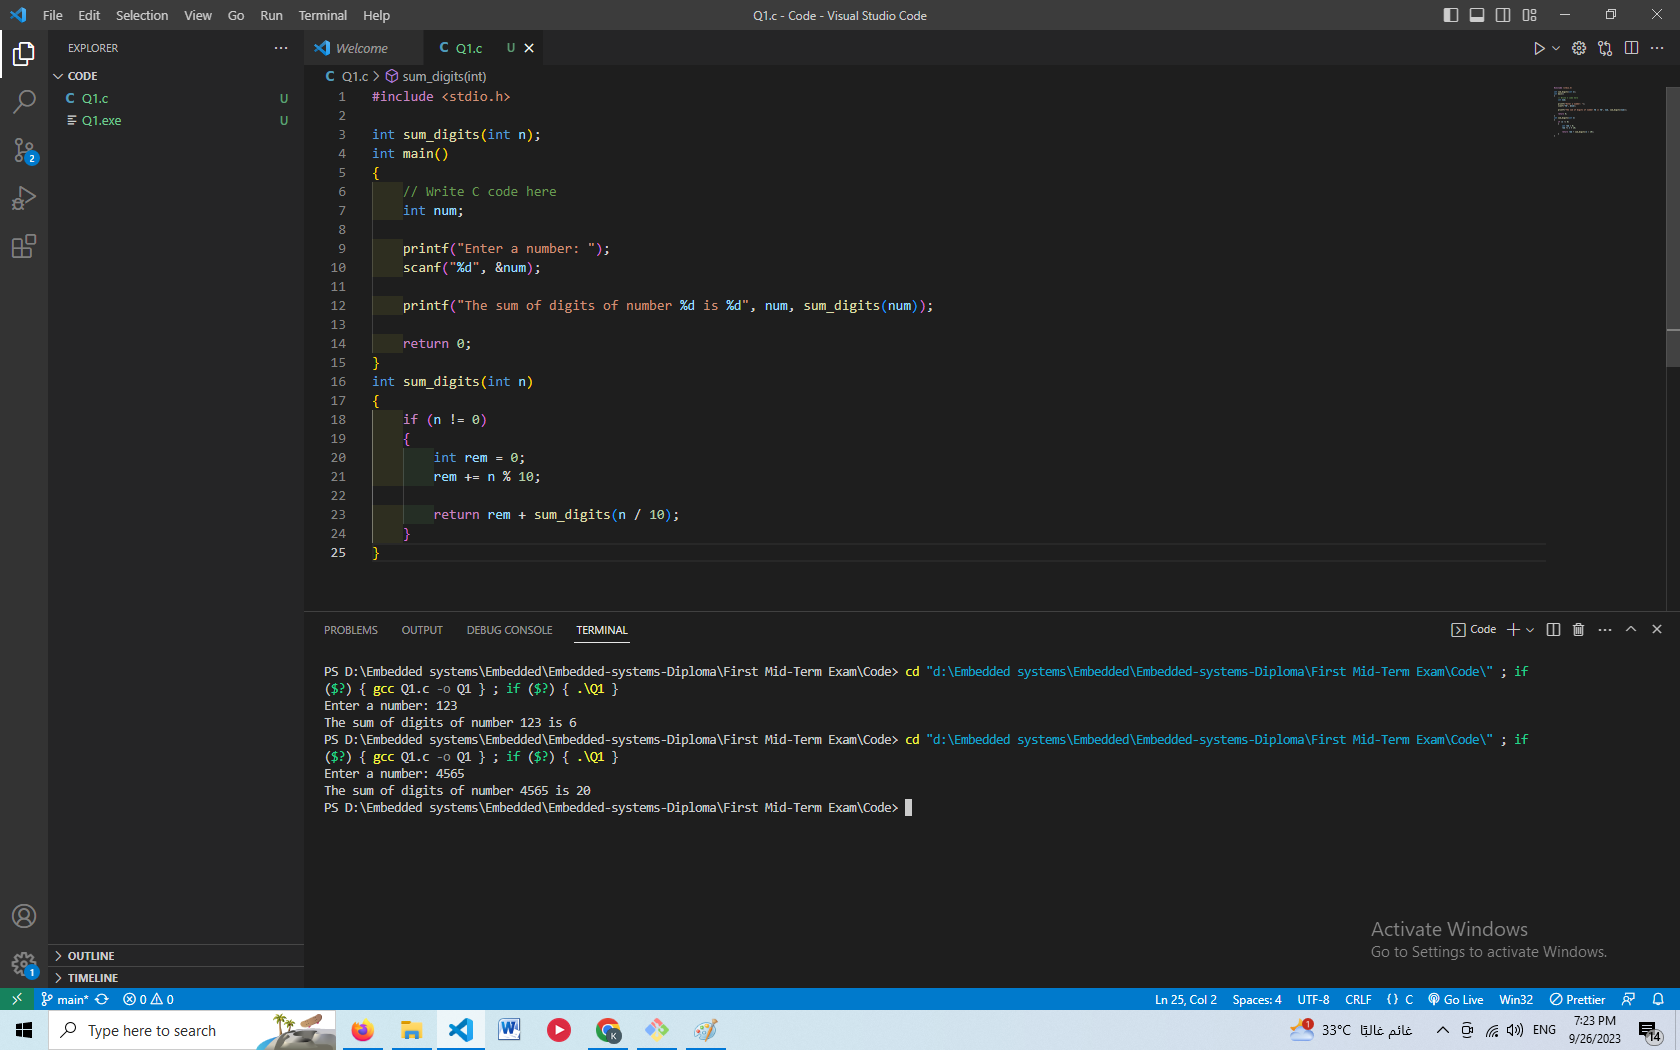 File Edit Selection View Go Run Terminal Help
Q1.c - Code - Visual Studio Code
EXPLORER
CODE
C Q1.c U
Q1.exe U
2
OUTLINE
TIMELINE
1
Welcome
C Q1.c U
C Q1.c > sum_digits(int)
1 #include <stdio.h>
2
3 int sum_digits(int n);
4 int main()
5 {
6 // Write C code here
7 int num;
8
9 printf("Enter a number: ");
10 scanf("%d", &num);
11
12 printf("The sum of digits of number %d is %d", num, sum_digits(num));
13
14 return 0;
15 }
16 int sum_digits(int n)
17 {
18 if (n != 0)
19 {
20 int rem = 0;
21 rem += n % 10;
22
23 return rem + sum_digits(n / 10);
24 }
25 }
PROBLEMS OUTPUT DEBUG CONSOLE TERMINAL
Code
PS D:\Embedded systems\Embedded\Embedded-systems-Diploma\First Mid-Term Exam\Code> cd "d:\Embedded systems\Embedded\Embedded-systems-Diploma\First Mid-Term Exam\Code\" ; if
($?) { gcc Q1.c -o Q1 } ; if ($?) { .\Q1 }
Enter a number: 123
The sum of digits of number 123 is 6
PS D:\Embedded systems\Embedded\Embedded-systems-Diploma\First Mid-Term Exam\Code> cd "d:\Embedded systems\Embedded\Embedded-systems-Diploma\First Mid-Term Exam\Code\" ; if
($?) { gcc Q1.c -o Q1 } ; if ($?) { .\Q1 }
Enter a number: 4565
The sum of digits of number 4565 is 20
PS D:\Embedded systems\Embedded\Embedded-systems-Diploma\First Mid-Term Exam\Code>
Activate Windows
Go to Settings to activate Windows.
main* 0 0
Ln 25, Col 2 Spaces: 4 UTF-8 CRLF {} C Go Live Win32 Prettier
Type here to search
1 33°C غائم غالبًا ENG
7:23 PM
9/26/2023
14